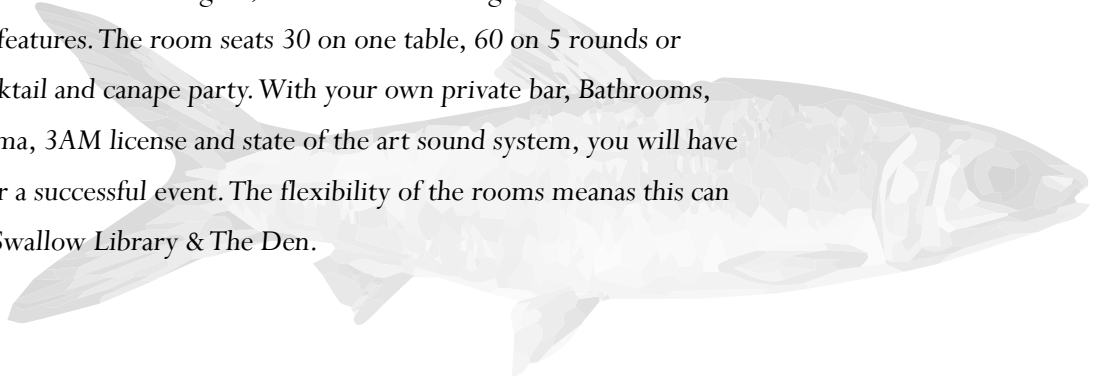 features. The room seats 30 on one table, 60 on 5 rounds or
ktail and canape party. With your own private bar, Bathrooms,
ma, 3AM license and state of the art sound system, you will have
r a successful event. The flexibility of the rooms meanas this can
Swallow Library & The Den.